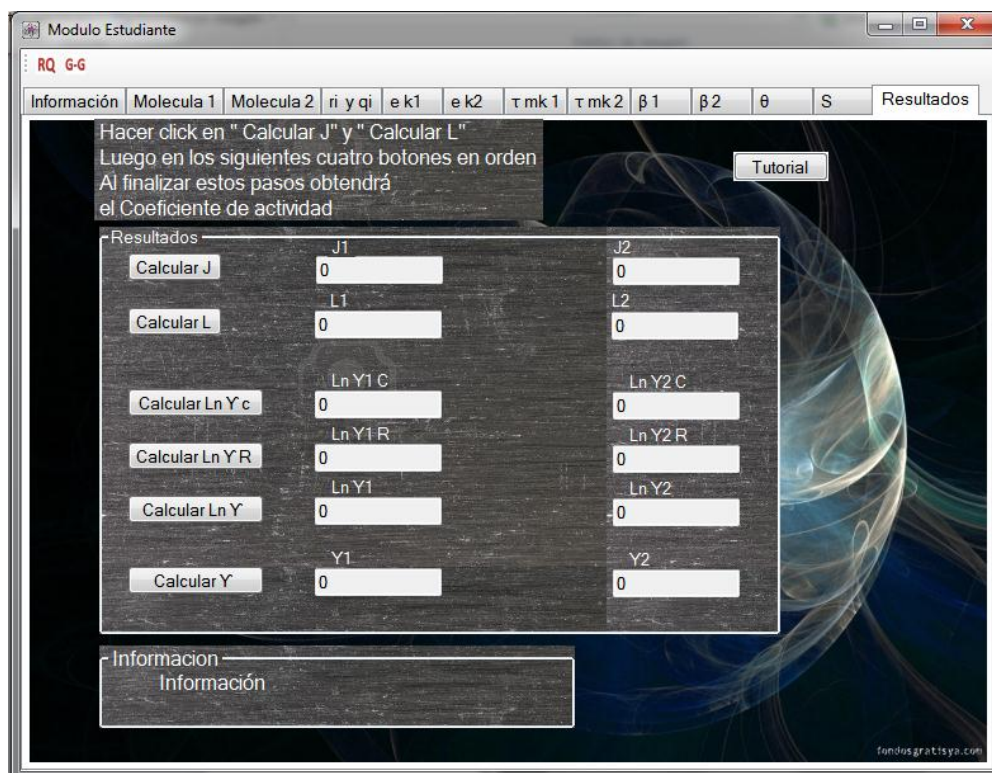 Modulo Estudiante
RQ G-G
Información Molecula 1 Molecula 2 ri y qi e k1 e k2 τ mk 1 τ mk 2 β 1 β 2 θ S Resultados
Hacer click en " Calcular J" y " Calcular L"
Luego en los siguientes cuatro botones en orden
Al finalizar estos pasos obtendrá
el Coeficiente de actividad
Tutorial
Resultados
J1 J2
Calcular J 0 0
L1 L2
Calcular L 0 0
Ln Y1 C Ln Y2 C
Calcular Ln ϒ c 0 0
Ln Y1 R Ln Y2 R
Calcular Ln ϒ R 0 0
Ln Y1 Ln Y2
Calcular Ln ϒ 0 0
Y1 Y2
Calcular ϒ 0 0
Informacion
Información
fondosgratisya.com